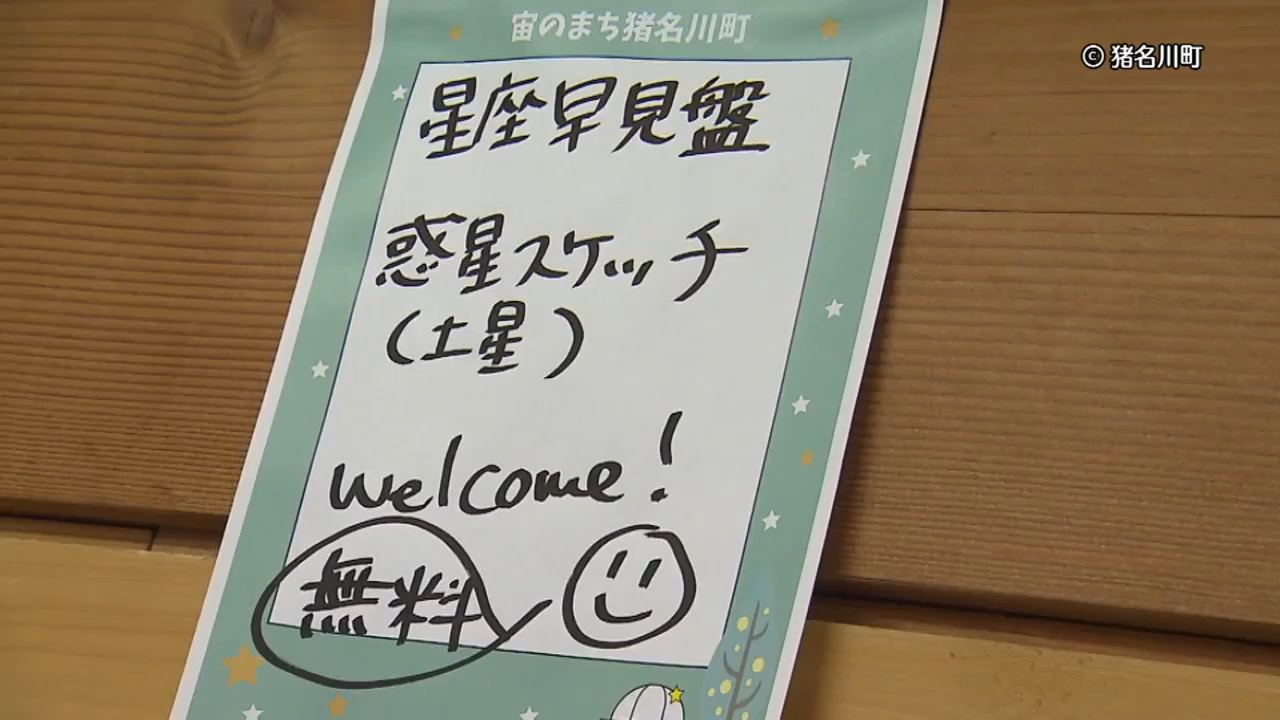 宙のまち猪名川町
© 猪名川町
星座早見盤
惑星スケッチ
(土星)
welcome!
無料